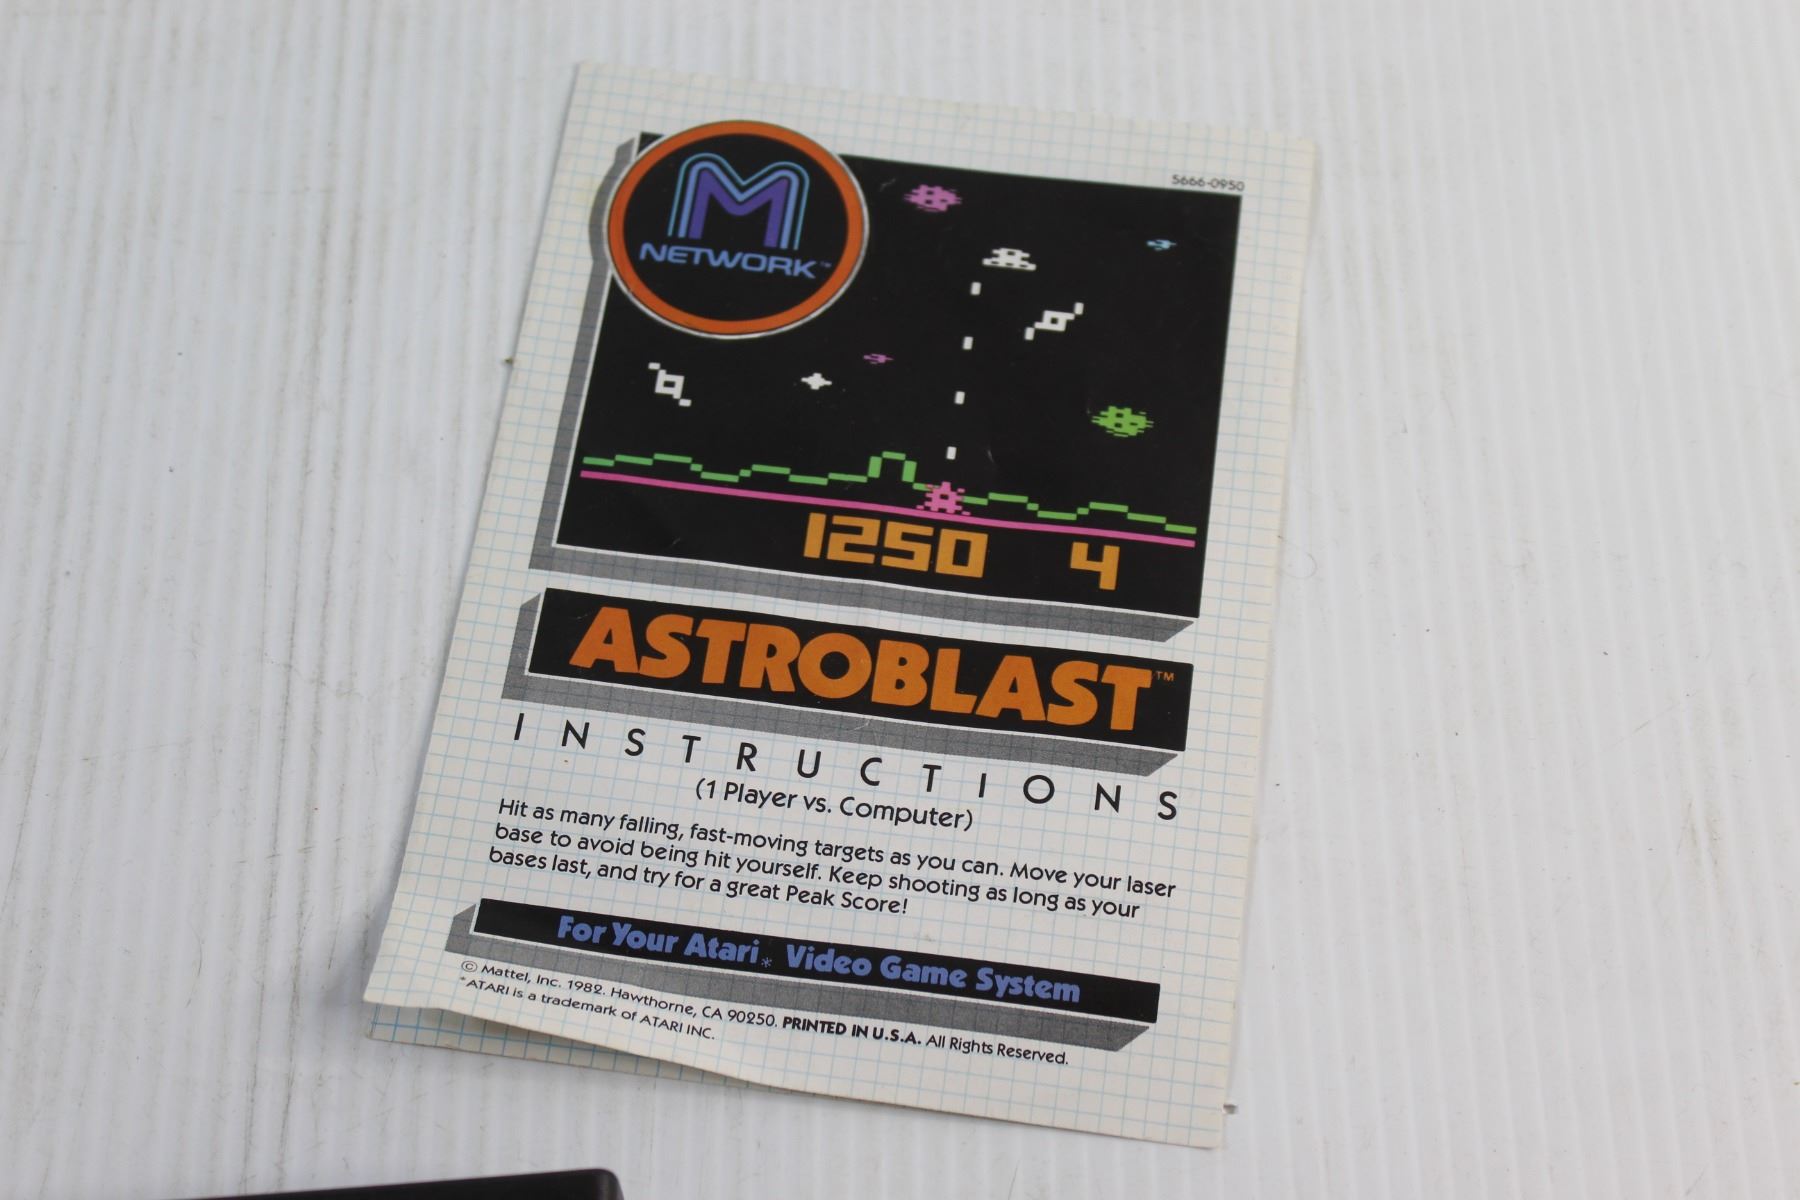 M
NETWORK™
5666-0950
1250 4
ASTROBLAST™
INSTRUCTIONS
(1 Player vs. Computer)
Hit as many falling, fast-moving targets as you can. Move your laser
base to avoid being hit yourself. Keep shooting as long as your
bases last, and try for a great Peak Score!
For Your Atari* Video Game System
© Mattel, Inc. 1982. Hawthorne, CA 90250. PRINTED IN U.S.A. All Rights Reserved.
*ATARI is a trademark of ATARI INC.